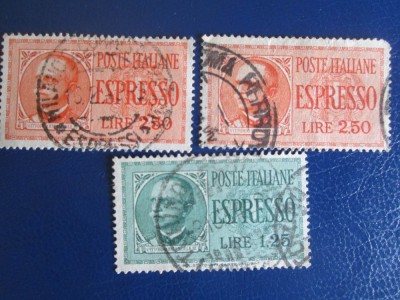 POSTE ITALIANE
ESPRESSO
LIRE 2.50
POSTE ITALIANE
ESPRESSO
LIRE 2.50
POSTE ITALIANE
ESPRESSO
LIRE 1.25